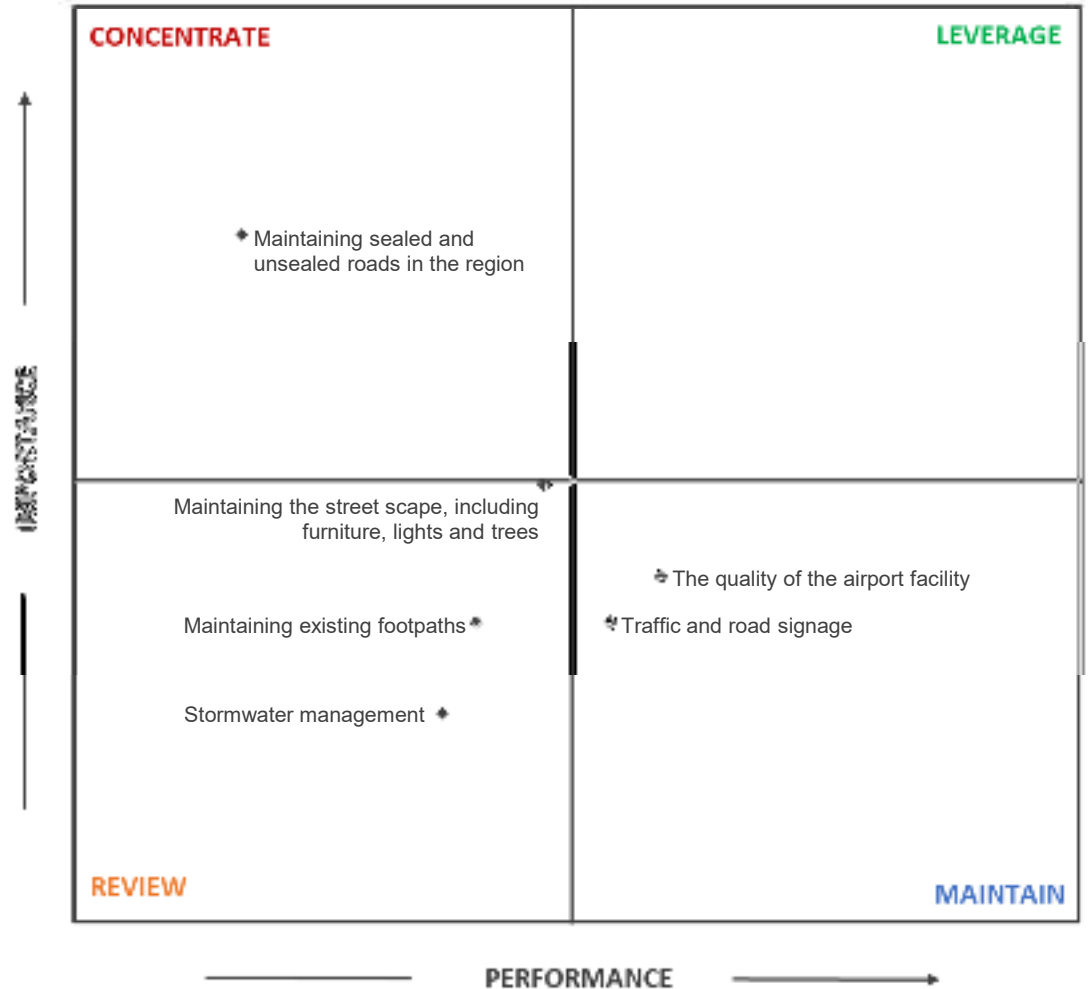 CONCENTRATE
LEVERAGE
Maintaining sealed and
unsealed roads in the region
IMPORTANCE
Maintaining the street scape, including
furniture, lights and trees
The quality of the airport facility
Maintaining existing footpaths
Traffic and road signage
Stormwater management
REVIEW
MAINTAIN
PERFORMANCE